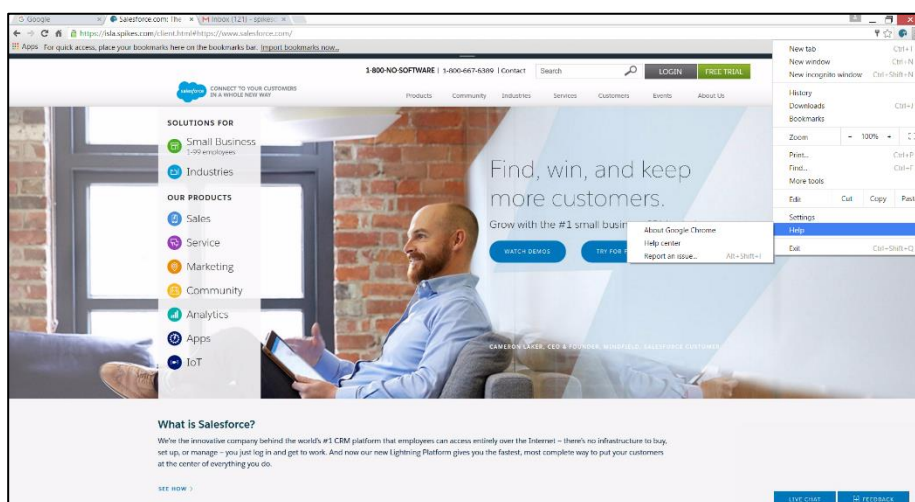 Google
Salesforce.com: The
Inbox (121) - spikes
https://isla.spikes.com/client.html#https://www.salesforce.com/
Apps For quick access, place your bookmarks here on the bookmarks bar. Import bookmarks now...
1-800-NO-SOFTWARE | 1-800-667-6389 | Contact
Search
LOGIN
FREE TRIAL
salesforce
CONNECT TO YOUR CUSTOMERS
IN A WHOLE NEW WAY
Products Community Industries Services Customers Events About Us
SOLUTIONS FOR
Small Business
1-99 employees
Industries
OUR PRODUCTS
Sales
Service
Marketing
Community
Analytics
Apps
IoT
Find, win, and keep
more customers.
Grow with the #1 small busin
WATCH DEMOS
TRY FOR F
CAMERON LAKER, CEO & FOUNDER, MINDFIELD, SALESFORCE CUSTOMER
New tab Ctrl+T
New window Ctrl+N
New incognito window Ctrl+Shift+N
History
Downloads Ctrl+J
Bookmarks
Zoom - 100% +
Print... Ctrl+P
Find... Ctrl+F
More tools
Edit Cut Copy Paste
Settings
Help
Exit Ctrl+Shift+Q
About Google Chrome
Help center
Report an issue... Alt+Shift+I
What is Salesforce?
We're the innovative company behind the world's #1 CRM platform that employees can access entirely over the Internet – there's no infrastructure to buy,
set up, or manage – you just log in and get to work. And now our new Lightning Platform gives you the fastest, most complete way to put your customers
at the center of everything you do.
SEE HOW >
LIVE CHAT
FEEDBACK